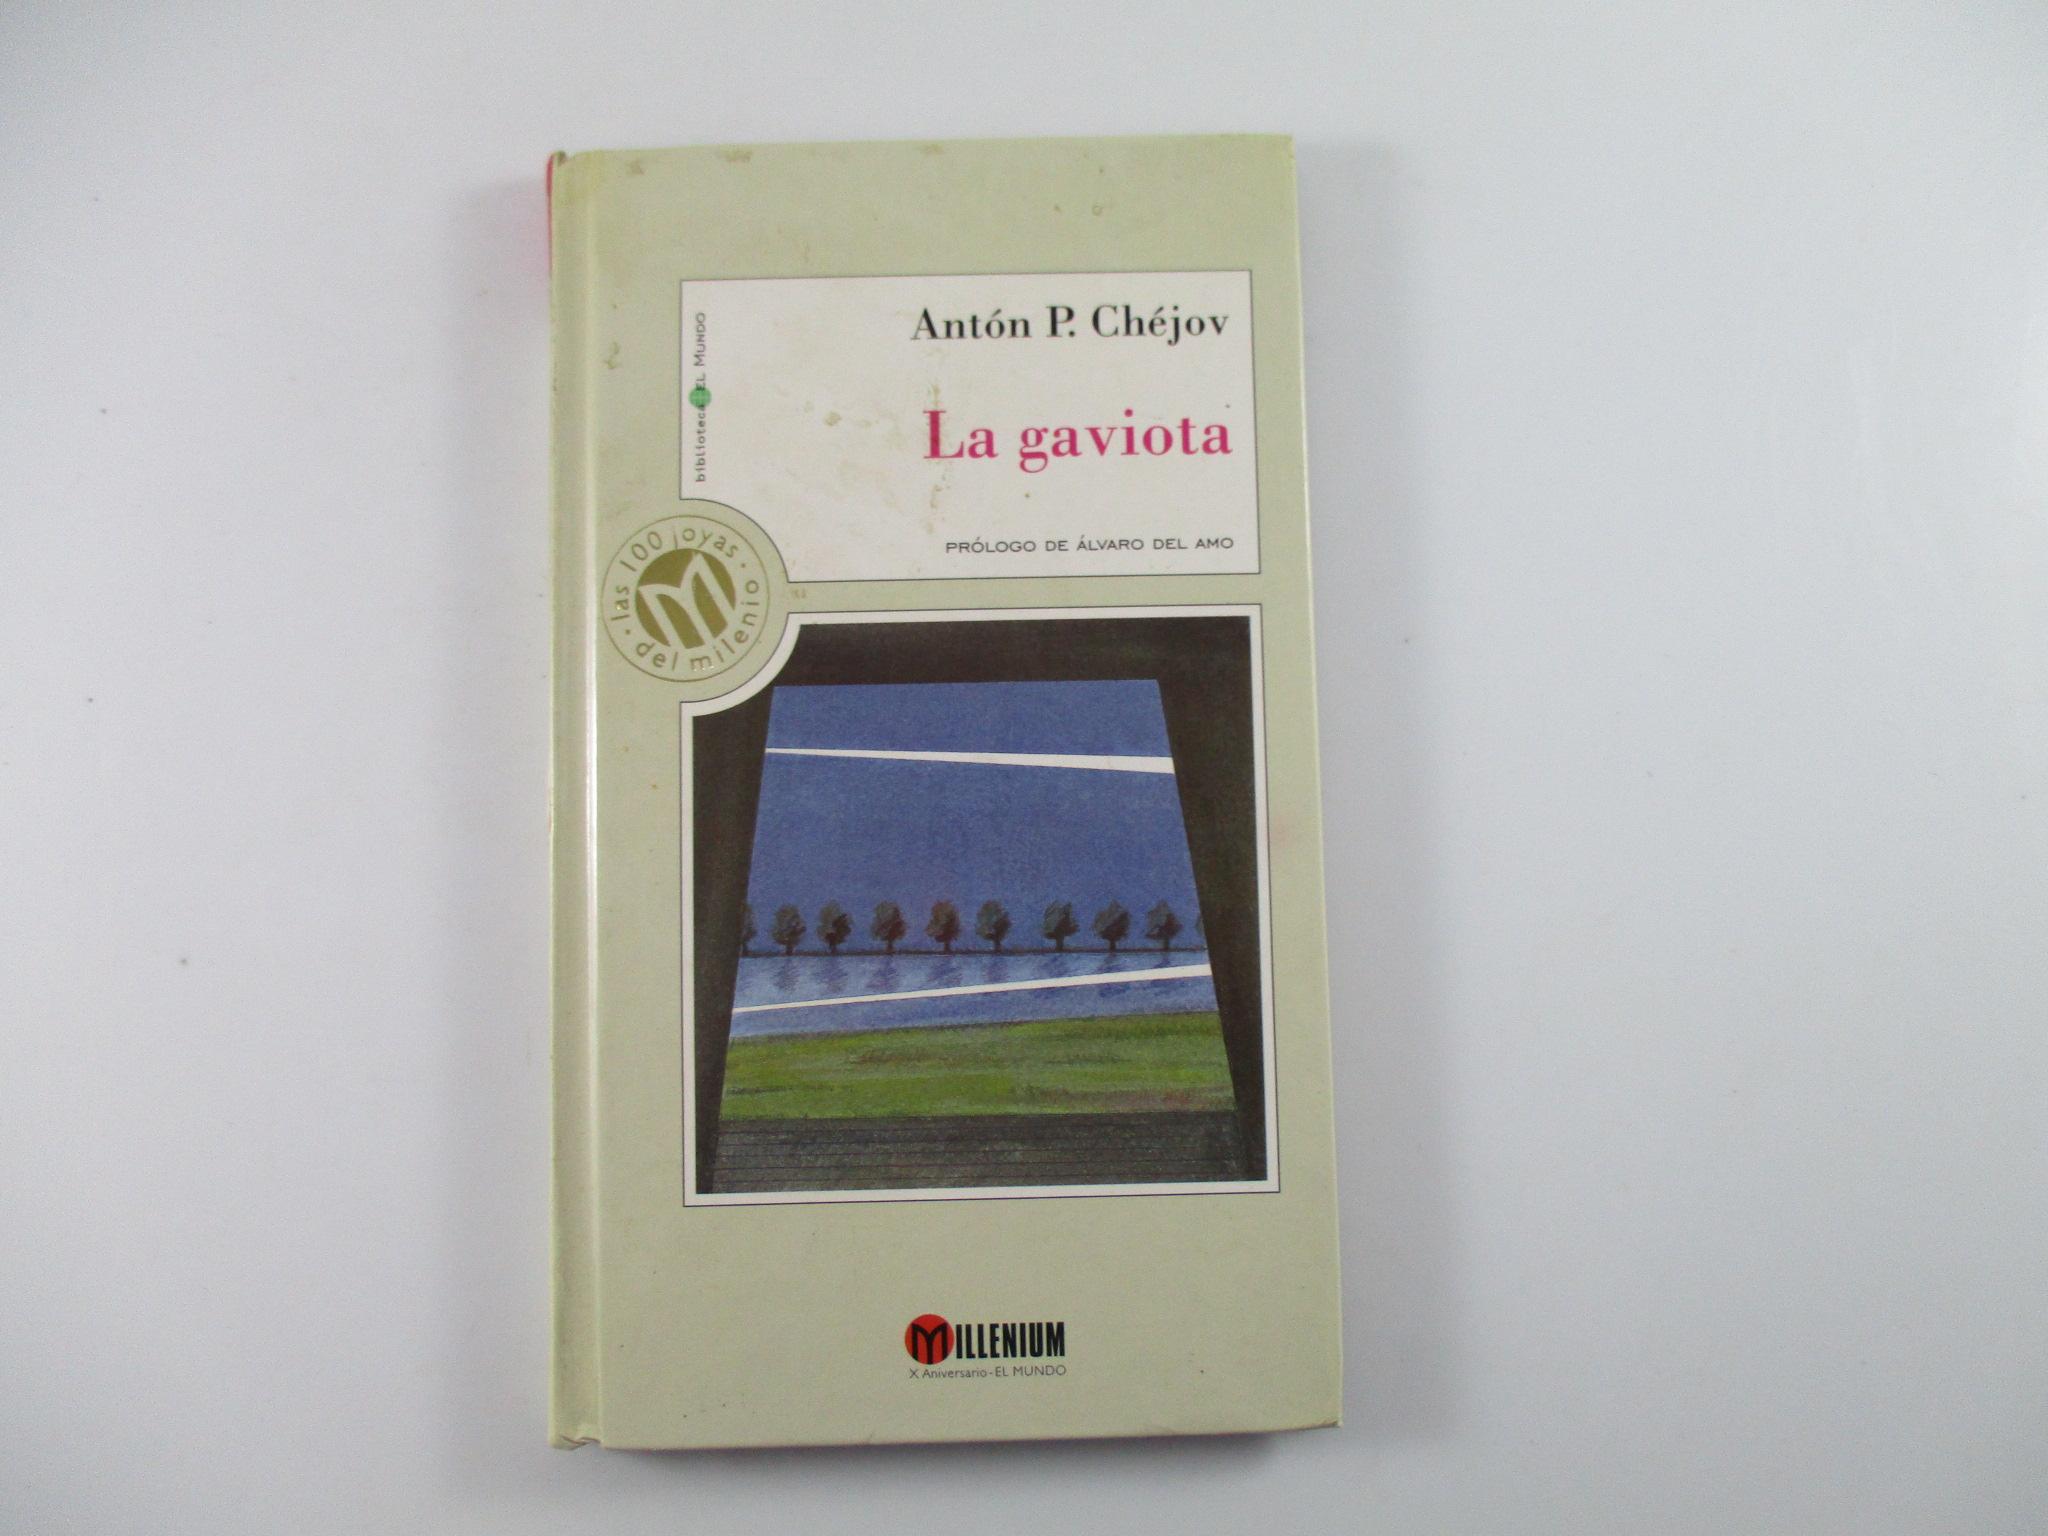 Antón P. Chéjov
La gaviota
PRÓLOGO DE ÁLVARO DEL AMO
biblioteca EL MUNDO
· las 100 joyas ·
del milenio
MILLENIUM
X Aniversario - EL MUNDO